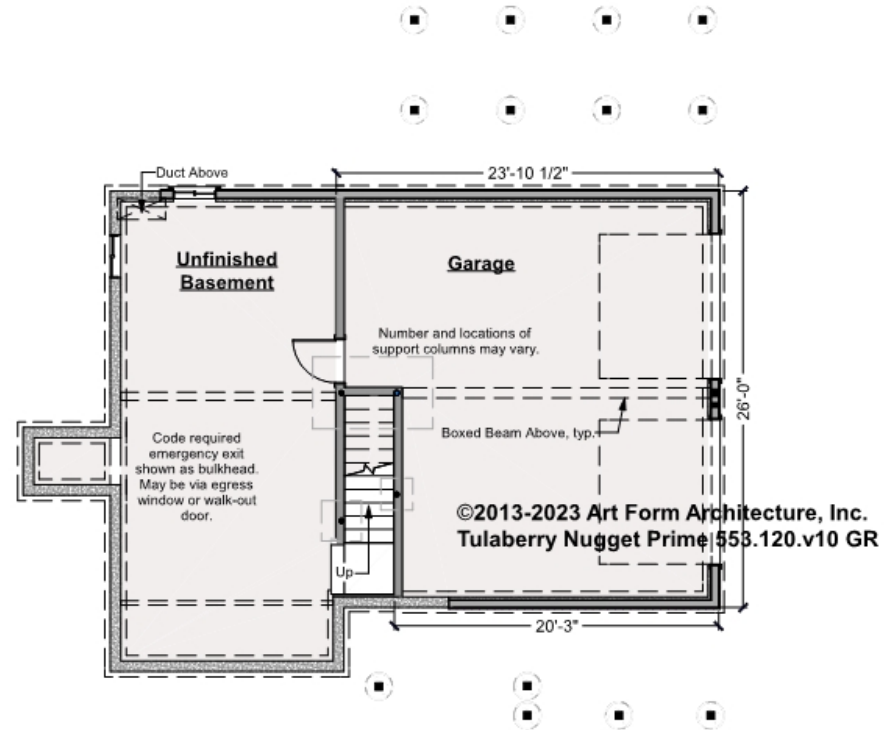 23'-10 1/2"
Duct Above
Unfinished
Basement
Garage
Number and locations of
support columns may vary.
26'-0"
Boxed Beam Above, typ.
Code required
emergency exit
shown as bulkhead.
May be via egress
window or walk-out
door.
©2013-2023 Art Form Architecture, Inc.
Tulaberry Nugget Prime 553.120.v10 GR
Up
20'-3"